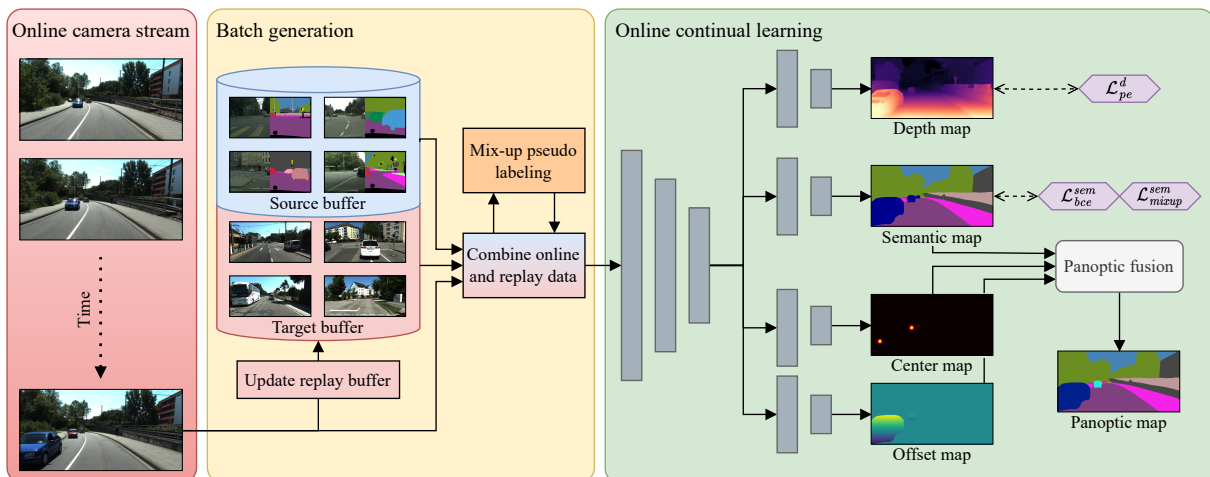 Online camera stream
Time
Batch generation
Source buffer
Target buffer
Update replay buffer
Mix-up pseudo
labeling
Combine online
and replay data
Online continual learning
Depth map
Semantic map
Center map
Offset map
ℒ^d_pe
ℒ^sem_bce
ℒ^sem_mixup
Panoptic fusion
Panoptic map